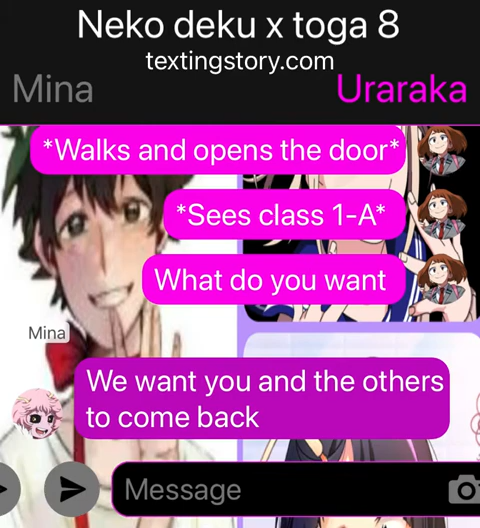 Neko deku x toga 8
textingstory.com
Mina
Uraraka
*Walks and opens the door*
*Sees class 1-A*
What do you want
Mina
We want you and the others
to come back
Message